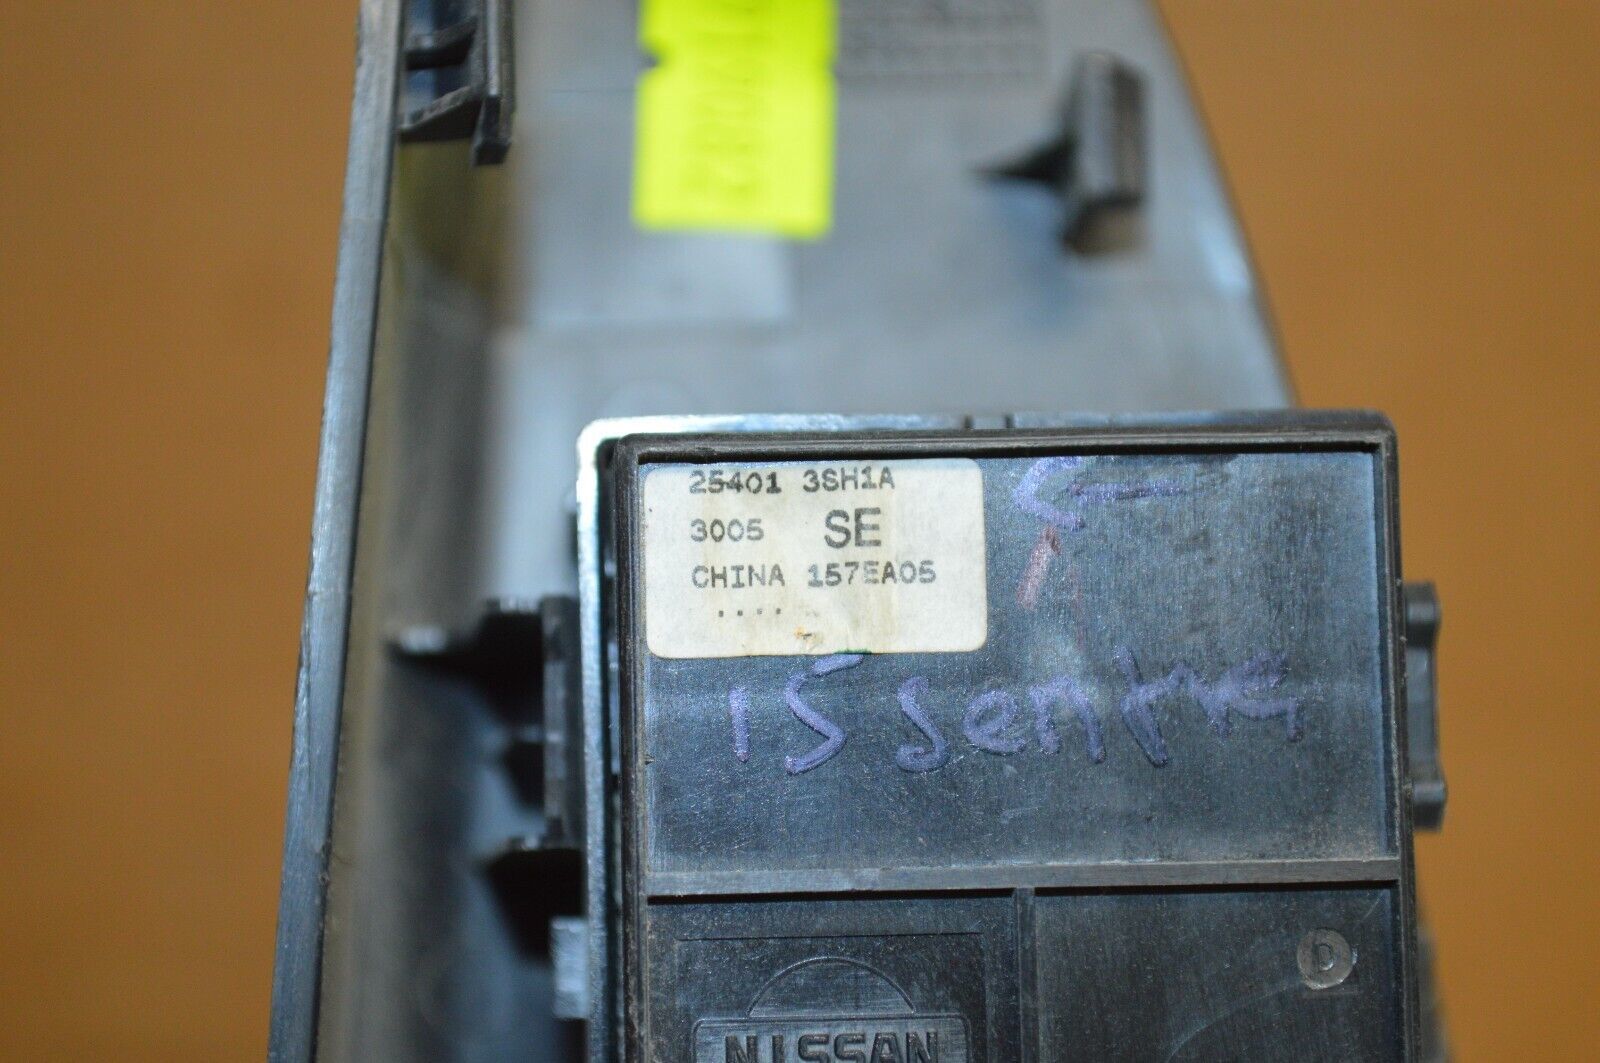 25401 3SH1A
3005 SE
CHINA 157EA05
....
15 Sentra
D
NISSAN